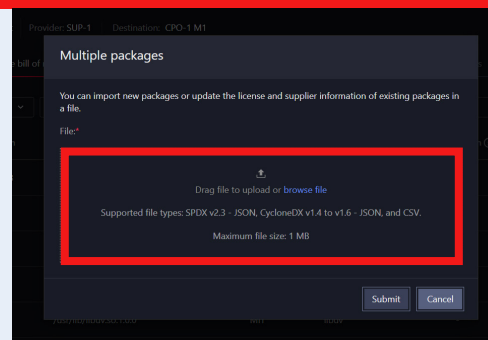 Provider: SUP-1 Destination: CPO-1 M1
Multiple packages
e bill of
You can import new packages or update the license and supplier information of existing packages in
a file.
File:*
Drag file to upload or browse file
Supported file types: SPDX v2.3 - JSON, CycloneDX v1.4 to v1.6 - JSON, and CSV.
Maximum file size: 1 MB
Submit Cancel